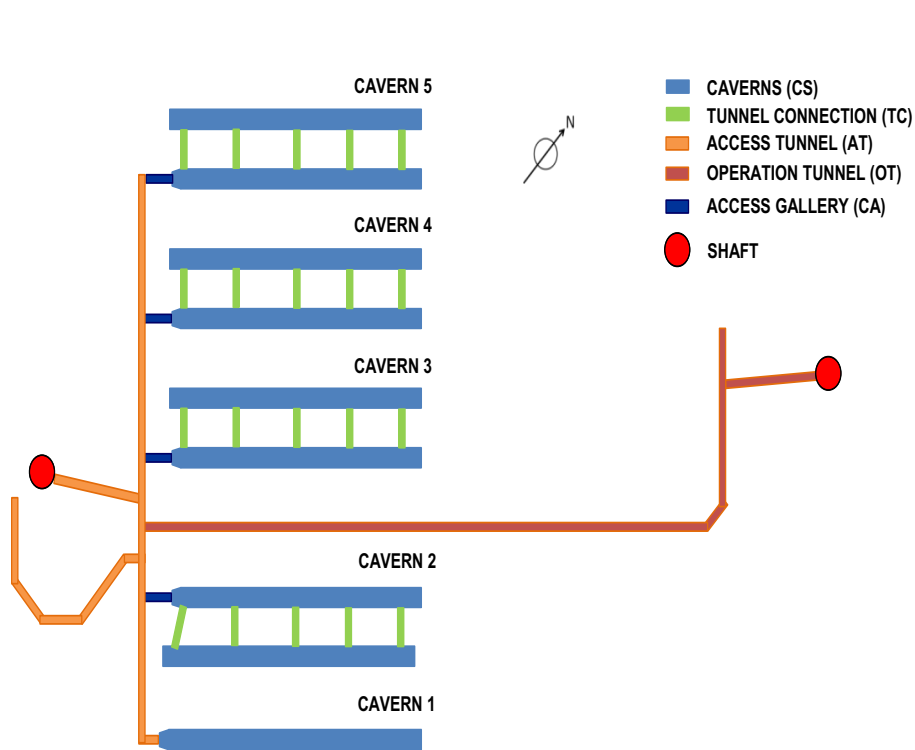 CAVERN 5
CAVERNS (CS)
TUNNEL CONNECTION (TC)
N
ACCESS TUNNEL (AT)
OPERATION TUNNEL (OT)
ACCESS GALLERY (CA)
CAVERN 4
SHAFT
CAVERN 3
CAVERN 2
CAVERN 1